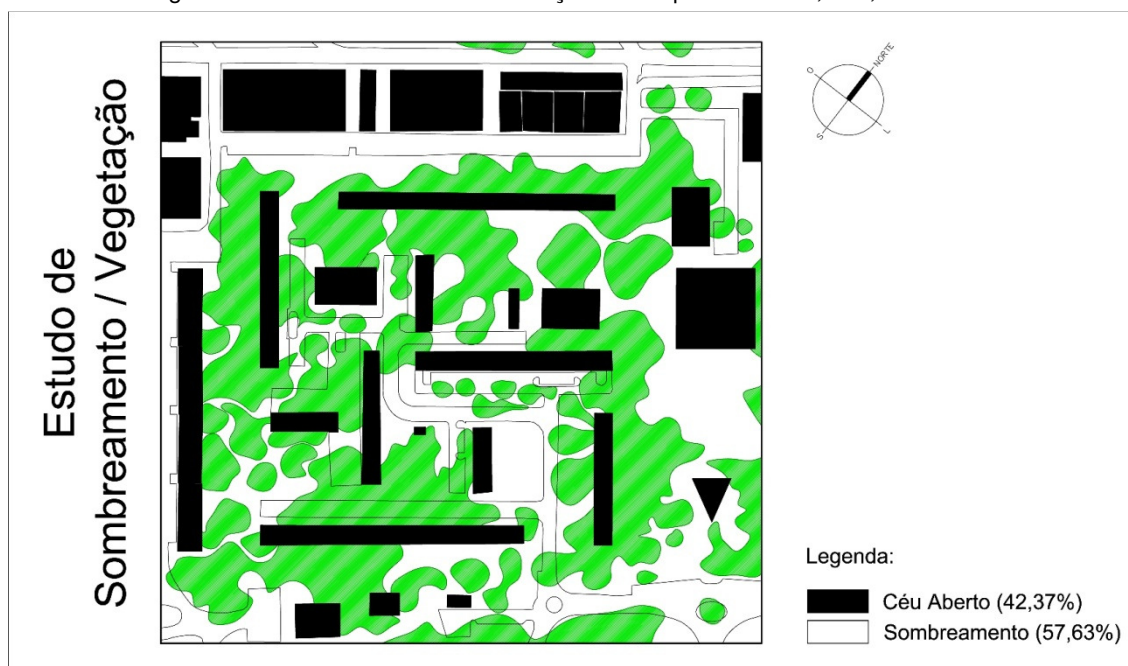 Estudo de
Sombreamento / Vegetação
NORTE
O
S
L
Legenda:
Céu Aberto (42,37%)
Sombreamento (57,63%)